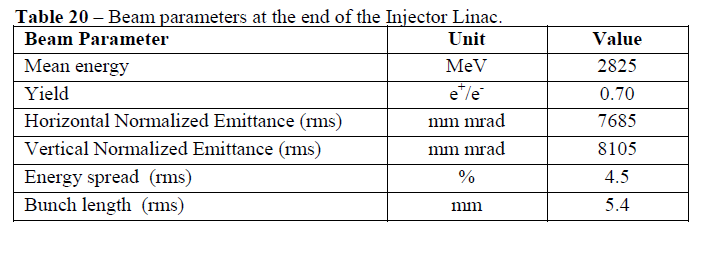 Table 20 – Beam parameters at the end of the Injector Linac.
Beam Parameter Unit Value
Mean energy MeV 2825
Yield e⁺/e⁻ 0.70
Horizontal Normalized Emittance (rms) mm mrad 7685
Vertical Normalized Emittance (rms) mm mrad 8105
Energy spread (rms) % 4.5
Bunch length (rms) mm 5.4